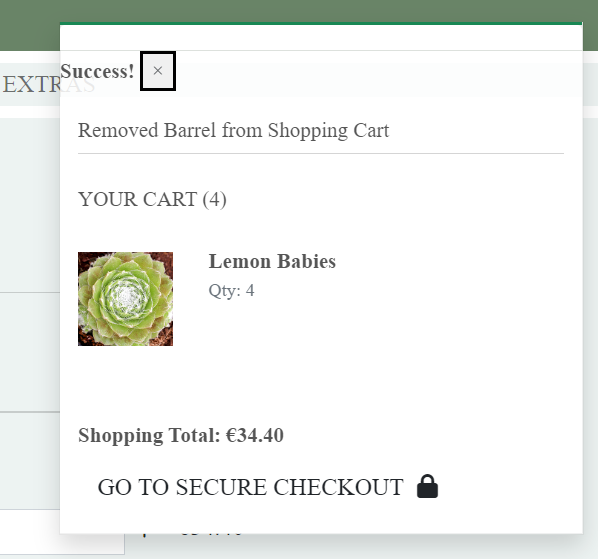 EXTRAS
Success! ×
Removed Barrel from Shopping Cart
YOUR CART (4)
Lemon Babies
Qty: 4
Shopping Total: €34.40
GO TO SECURE CHECKOUT